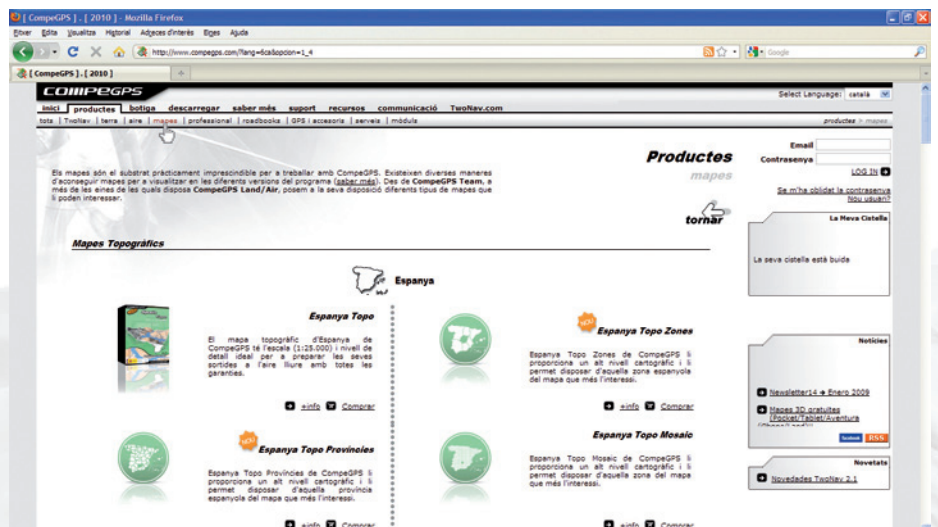 [ CompeGPS ] . [ 2010 ] - Mozilla Firefox
Fitxer Edita Visualitza Historial Adreces d'interès Eines Ajuda
http://www.compegps.com/?lang=6ca&opcion=1_4
Google
[ CompeGPS ] . [ 2010 ]
COMPEGPS
Select Language: català
inici productes botiga descarregar saber més suport recursos communicació TwoNav.com
tots | TwoNav | terra | aire | mapes | professional | roadbooks | GPS i accesoris | serveis | mòduls
productes > mapes
Productes
mapes
Els mapes són el substrat pràcticament imprescindible per a treballar amb CompeGPS. Existeixen diverses maneres
d'aconseguir mapes per a visualitzar en les diferents versions del programa (saber més). Des de CompeGPS Team, a
més de les eines de les quals disposa CompeGPS Land/Air, posem a la seva disposició diferents tipus de mapes que
li poden interessar.
tornar
Email
Contrasenya
LOG IN
Se m'ha oblidat la contrasenya
Nou usuari?
La Meva Cistella
La seva cistella està buida
Mapes Topogràfics
Espanya
Espanya Topo
El mapa topogràfic d'Espanya de
CompeGPS té l'escala (1:25.000) i nivell de
detall ideal per a preparar les seves
sortides a l'aire lliure amb totes les
garanties.
+info Comprar
NOU
Espanya Topo Zones
Espanya Topo Zones de CompeGPS li
proporciona un alt nivell cartogràfic i li
permet disposar d'aquella zona espanyola
del mapa que més l'interessi.
+info Comprar
NOU
Espanya Topo Províncies
Espanya Topo Províncies de CompeGPS li
proporciona un alt nivell cartogràfic i li
permet disposar d'aquella província
espanyola del mapa que més l'interessi.
+info Comprar
Espanya Topo Mosaic
Espanya Topo Mosaic de CompeGPS li
proporciona un alt nivell cartogràfic i li
permet disposar d'aquella zona del mapa
que més l'interessi.
+info Comprar
Notícies
Newsletter14 → Enero 2009
Mapes 3D gratuïtes
(Pocket/Tablet/Aventura
facebook RSS
Novetats
Novedades TwoNav 2.1